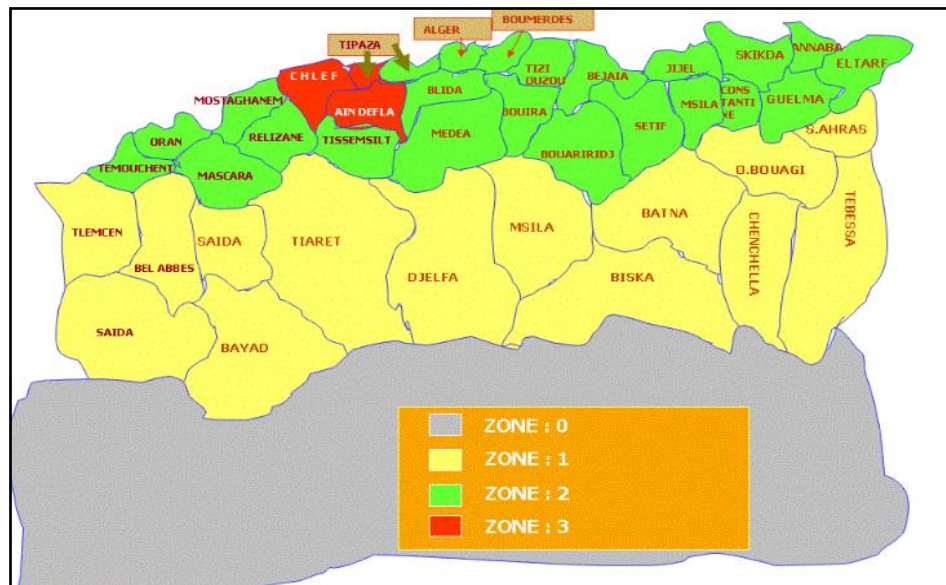 BOUMERDES
ALGER
TIPAZA
ANNABA
SKIKDA
ELTARF
CHLEF
TIZI
OUZOU
BEJAIA
JIJEL
BLIDA
MOSTAGHANEM
AIN DEFLA
BOUIRA
MSILA
CONS
TANTI
NE
GUELMA
SETIF
S.AHRAS
ORAN
RELIZANE
TISSEMSILT
MEDEA
BOUARIRIDJ
TEMOUCHENT
MASCARA
O.BOUAGI
TEBESSA
TLEMCEN
SAIDA
TIARET
MSILA
BATNA
CHENCHELLA
BEL ABBES
DJELFA
BISKA
SAIDA
BAYAD
ZONE : 0
ZONE : 1
ZONE : 2
ZONE : 3